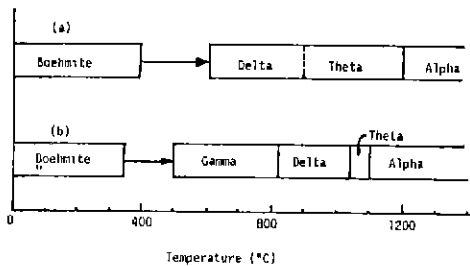 (a)
Boehmite Delta Theta Alpha
(b)
Theta
Boehmite Gamma Delta Alpha
0 400 800 1200
Temperature (°C)